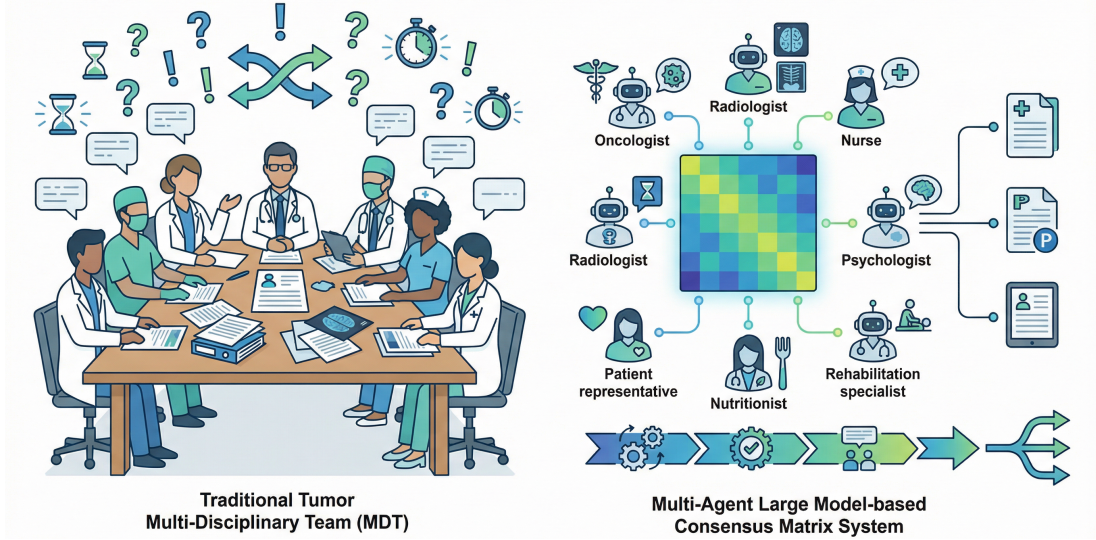 ?
?
!
?
?
!
!
?
?
!
?
Radiologist
Oncologist
Nurse
Radiologist
Psychologist
P
P
Patient
representative
Nutritionist
Rehabilitation
specialist
Traditional Tumor
Multi-Disciplinary Team (MDT)
Multi-Agent Large Model-based
Consensus Matrix System